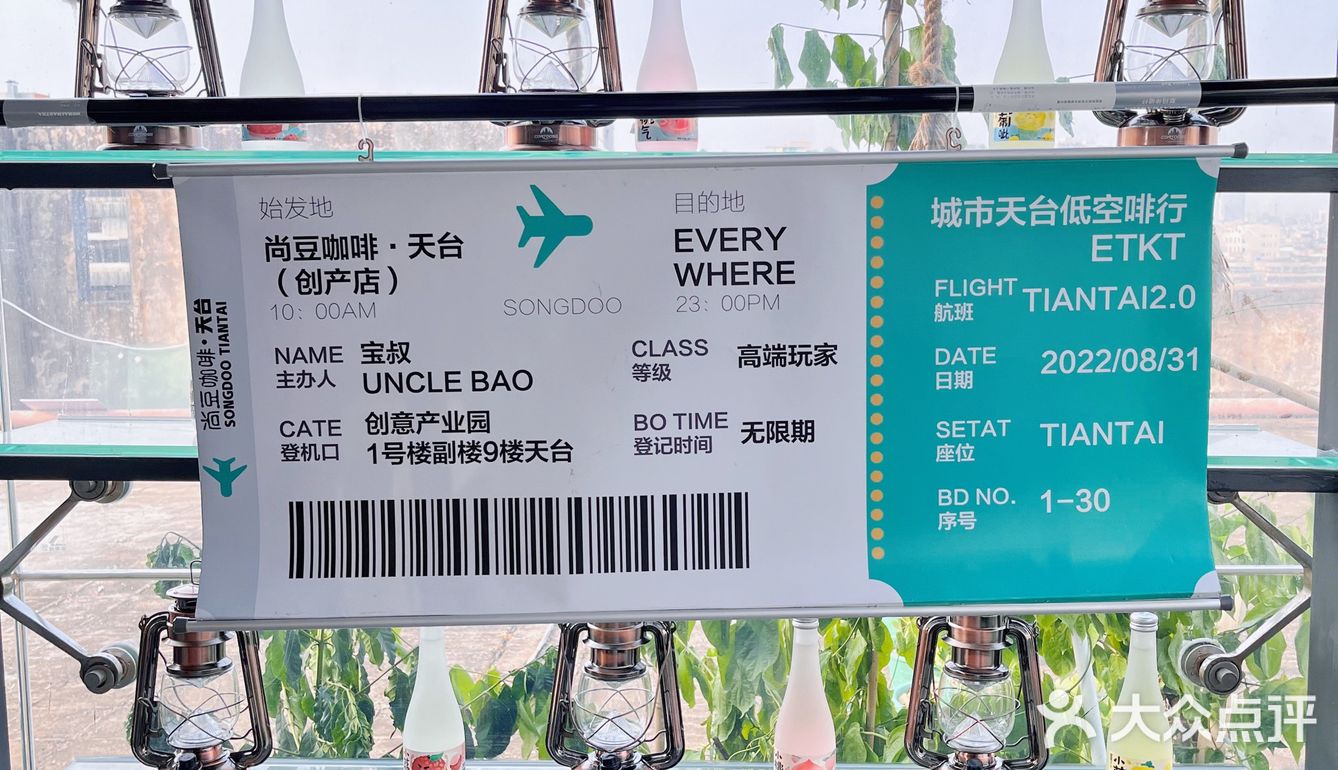 尚豆咖啡·天台
SONGDOO TIANTAI
始发地
尚豆咖啡·天台
（创产店）
10：00AM
SONGDOO
目的地
EVERY
WHERE
23：00PM
NAME 宝叔
主办人 UNCLE BAO
CLASS
等级
高端玩家
CATE 创意产业园
登机口 1号楼副楼9楼天台
BO TIME
登记时间
无限期
城市天台低空啡行
ETKT
FLIGHT
航班
TIANTAI2.0
DATE
日期
2022/08/31
SETAT
座位
TIANTAI
BD NO.
序号
1-30
大众点评